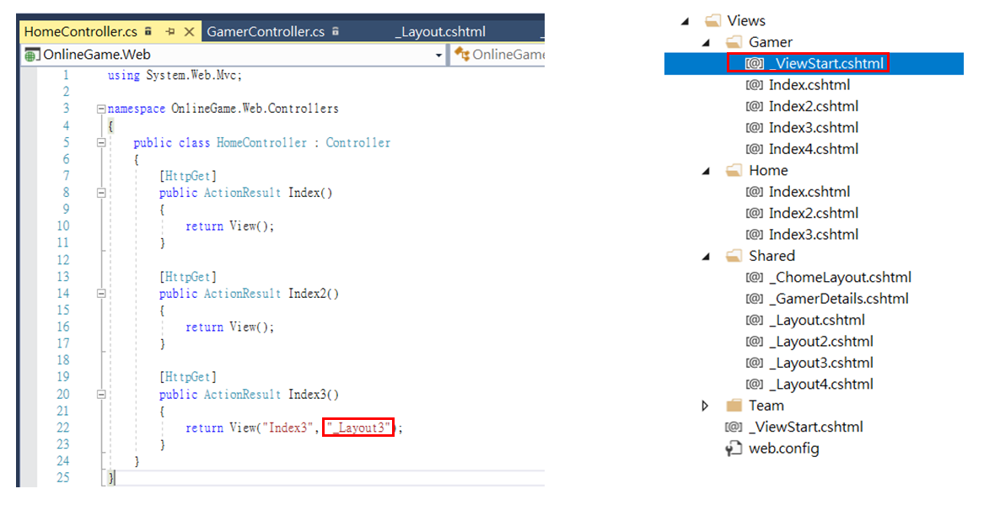 HomeController.cs GamerController.cs _Layout.cshtml
OnlineGame.Web OnlineGame
1 using System.Web.Mvc;
2
3 namespace OnlineGame.Web.Controllers
4 {
5 public class HomeController : Controller
6 {
7 [HttpGet]
8 public ActionResult Index()
9 {
10 return View();
11 }
12
13 [HttpGet]
14 public ActionResult Index2()
15 {
16 return View();
17 }
18
19 [HttpGet]
20 public ActionResult Index3()
21 {
22 return View("Index3", "_Layout3");
23 }
24 }
25 }
Views
Gamer
[@] _ViewStart.cshtml
[@] Index.cshtml
[@] Index2.cshtml
[@] Index3.cshtml
[@] Index4.cshtml
Home
[@] Index.cshtml
[@] Index2.cshtml
[@] Index3.cshtml
Shared
[@] _ChomeLayout.cshtml
[@] _GamerDetails.cshtml
[@] _Layout.cshtml
[@] _Layout2.cshtml
[@] _Layout3.cshtml
[@] _Layout4.cshtml
Team
[@] _ViewStart.cshtml
web.config